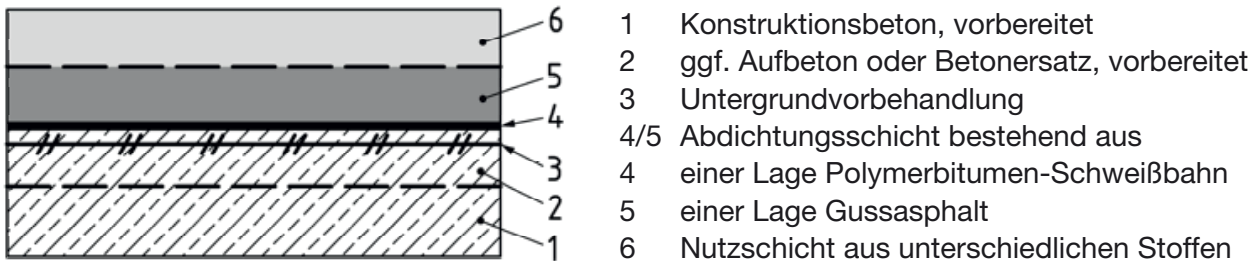 6
5
4
3
2
1
1 Konstruktionsbeton, vorbereitet
2 ggf. Aufbeton oder Betonersatz, vorbereitet
3 Untergrundvorbehandlung
4/5 Abdichtungsschicht bestehend aus
4 einer Lage Polymerbitumen-Schweißbahn
5 einer Lage Gussasphalt
6 Nutzschicht aus unterschiedlichen Stoffen